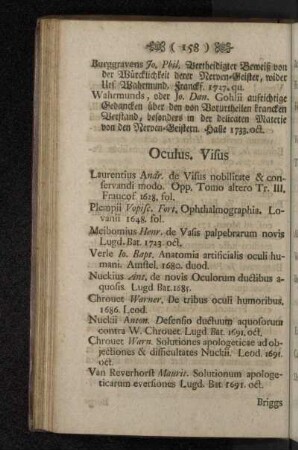 ( 158 )
Burggravens Jo. Phil. Vertheidigter Beweiß von
der Würcklichkeit derer Nerven-Geister, wider
Urs. Wahrmund. Franckf. 1727. qu.
Wahrmunds, oder Jo. Dan. Gohlii aufrichtige
Gedancken über den von Vorurtheilen krancken
Verstand, besonders in der delicaten Materie
von den Nerven-Geistern. Halle 1733. oct.
Oculus, Visus
Laurentius Andr. de Visus nobilitate & con-
servandi modo. Opp. Tomo altero Tr. III.
Francof 1628. fol.
Plempii Vopisc. Fort. Ophthalmographia. Lo-
vanii 1648. fol.
Meibomius Henr. de Vasis palpebrarum novis
Lugd. Bat. 1723 oct.
Verle Jo. Bapt. Anatomia artificialis oculi hu-
mani. Amstel. 1680. duod.
Nuckius Ant. de novis Oculorum ductibus a-
quosis. Lugd Bat. 1685.
Chrouet Warner. De tribus oculi humoribus,
1686. Leod.
Nuckii Anton. Defensio ductuum aquosorum
contra W. Chrouet. Lugd. Bat. 1691. oct.
Chrouet Warn. Solutiones apologeticae ad ob-
jectiones & difficultates Nuckii. Leod. 1691.
oct.
Van Reverhorst Mauris. Solutionum apologe-
ticarum eversiones Lugd. Bat. 1691. oct.
Briggs